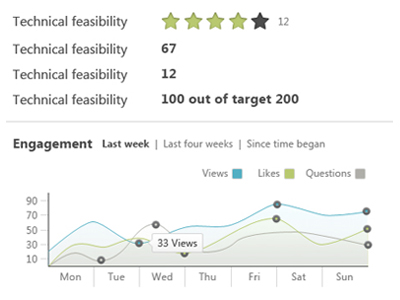 Technical feasibility 12
Technical feasibility 67
Technical feasibility 12
Technical feasibility 100 out of target 200
Engagement Last week | Last four weeks | Since time began
Views Likes Questions
90
70
50
33 Views
30
10
Mon Tue Wed Thu Fri Sat Sun